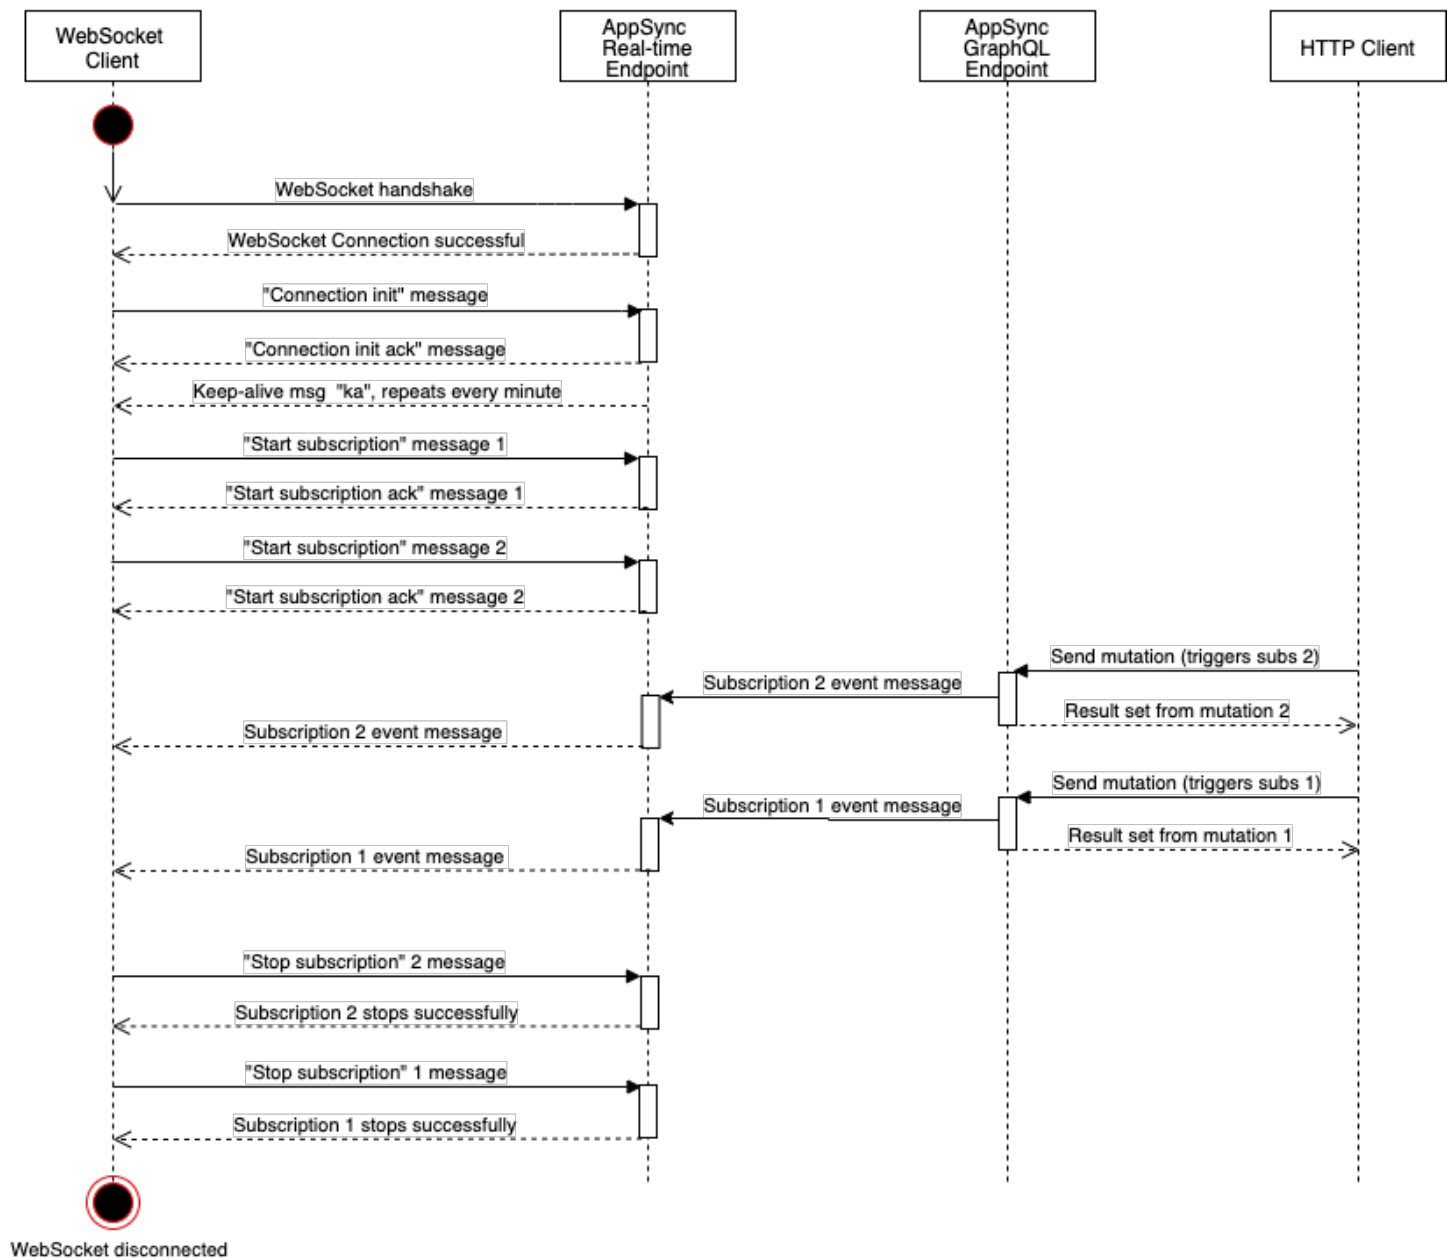 WebSocket
Client
AppSync
Real-time
Endpoint
AppSync
GraphQL
Endpoint
HTTP Client
WebSocket handshake
WebSocket Connection successful
"Connection init" message
"Connection init ack" message
Keep-alive msg "ka", repeats every minute
"Start subscription" message 1
"Start subscription ack" message 1
"Start subscription" message 2
"Start subscription ack" message 2
Send mutation (triggers subs 2)
Subscription 2 event message
Result set from mutation 2
Subscription 2 event message
Send mutation (triggers subs 1)
Subscription 1 event message
Result set from mutation 1
Subscription 1 event message
"Stop subscription" 2 message
Subscription 2 stops successfully
"Stop subscription" 1 message
Subscription 1 stops successfully
WebSocket disconnected